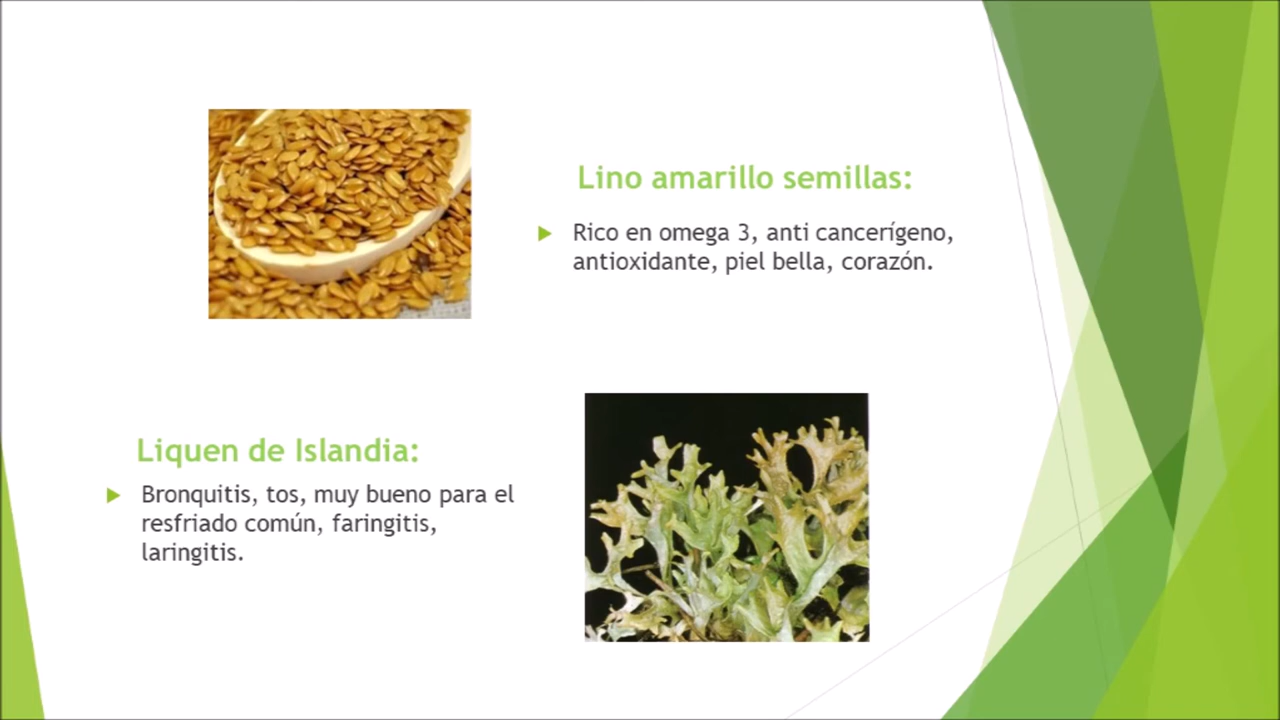 Lino amarillo semillas:
Rico en omega 3, anti cancerígeno,
antioxidante, piel bella, corazón.
Liquen de Islandia:
Bronquitis, tos, muy bueno para el
resfriado común, faringitis,
laringitis.